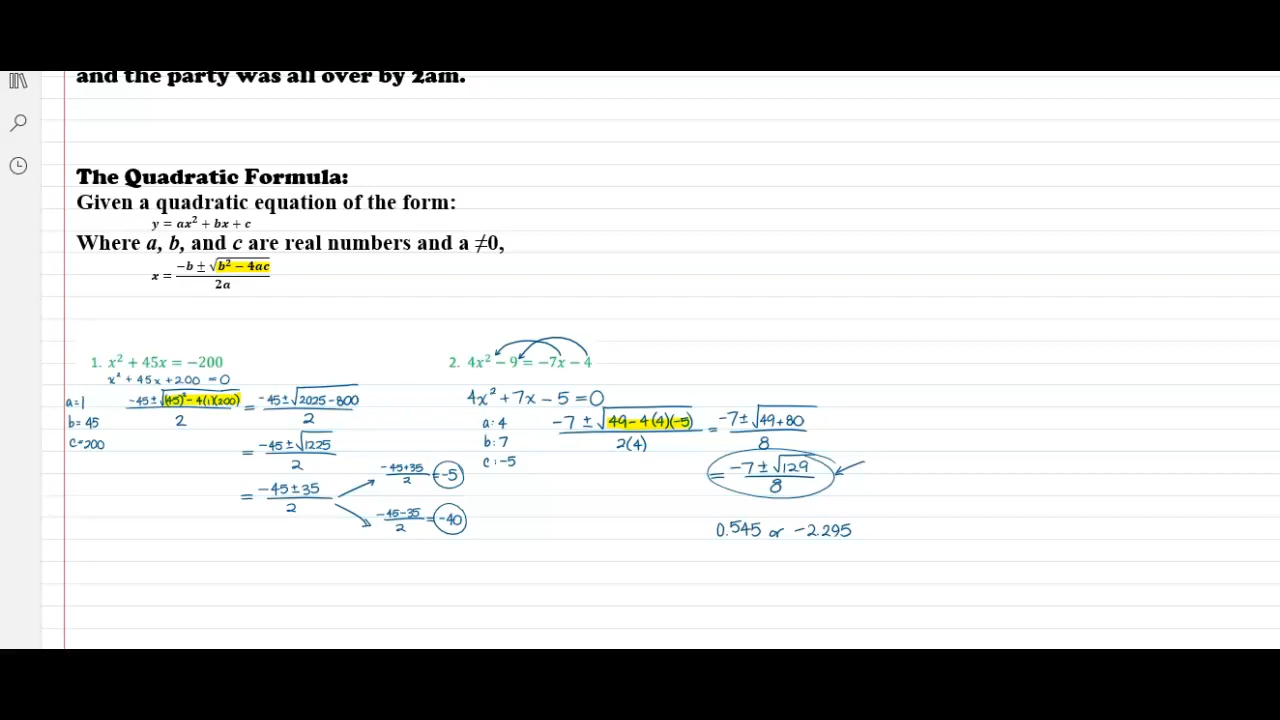 and the party was all over by 2am.
The Quadratic Formula:
Given a quadratic equation of the form:
y = ax² + bx + c
Where a, b, and c are real numbers and a ≠0,
x = (−b ± √(b² − 4ac)) / 2a
1. x² + 45x = −200
x² + 45x + 200 = 0
a=1
b= 45
c=200
(-45 ± √((45)² - 4(1)(200))) / 2 = (-45 ± √(2025 - 800)) / 2
= (-45 ± √1225) / 2
= (-45 ± 35) / 2
(-45+35) / 2 = -5
(-45-35) / 2 = -40
2. 4x² − 9 = −7x − 4
4x² + 7x - 5 = 0
a: 4
b: 7
c: -5
(-7 ± √(49 - 4(4)(-5))) / 2(4) = (-7 ± √(49+80)) / 8
= (-7 ± √129) / 8
0.545 or -2.295